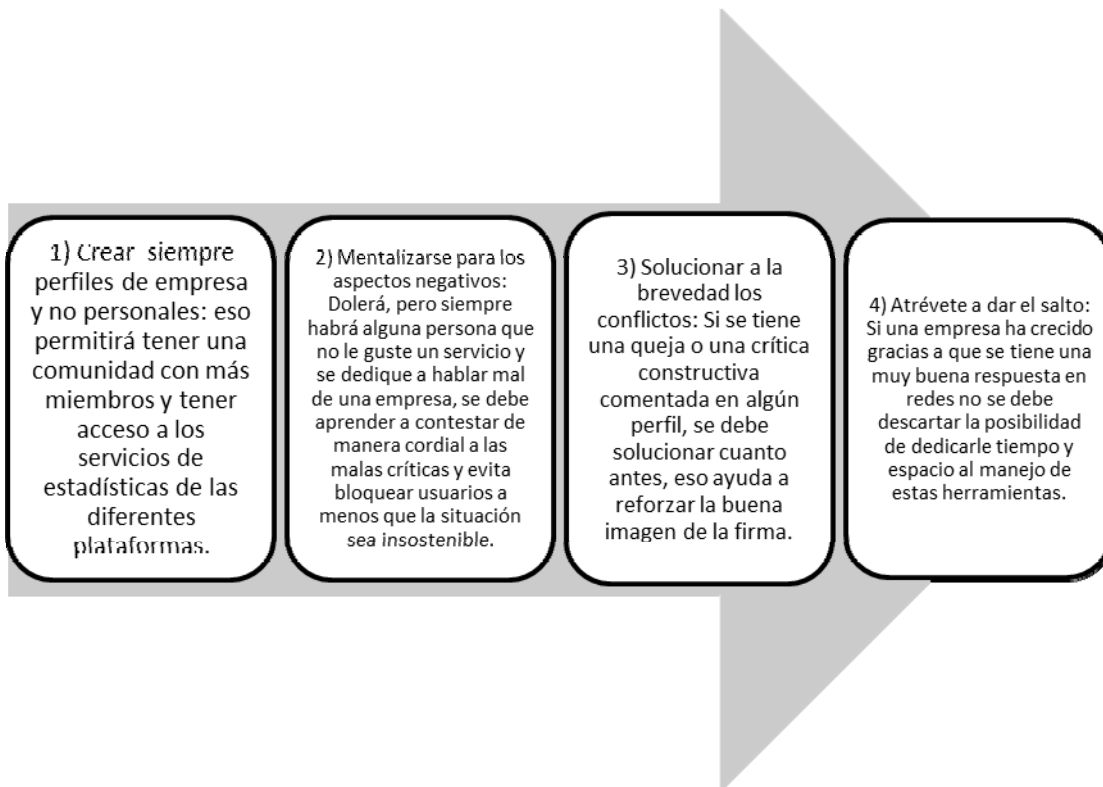 1) Crear siempre
perfiles de empresa
y no personales: eso
permitirá tener una
comunidad con más
miembros y tener
acceso a los
servicios de
estadísticas de las
diferentes
plataformas.
2) Mentalizarse para los
aspectos negativos:
Dolerá, pero siempre
habrá alguna persona que
no le guste un servicio y
se dedique a hablar mal
de una empresa, se debe
aprender a contestar de
manera cordial a las
malas críticas y evita
bloquear usuarios a
menos que la situación
sea insostenible.
3) Solucionar a la
brevedad los
conflictos: Si se tiene
una queja o una crítica
constructiva
comentada en algún
perfil, se debe
solucionar cuanto
antes, eso ayuda a
reforzar la buena
imagen de la firma.
4) Atrévete a dar el salto:
Si una empresa ha crecido
gracias a que se tiene una
muy buena respuesta en
redes no se debe
descartar la posibilidad
de dedicarle tiempo y
espacio al manejo de
estas herramientas.